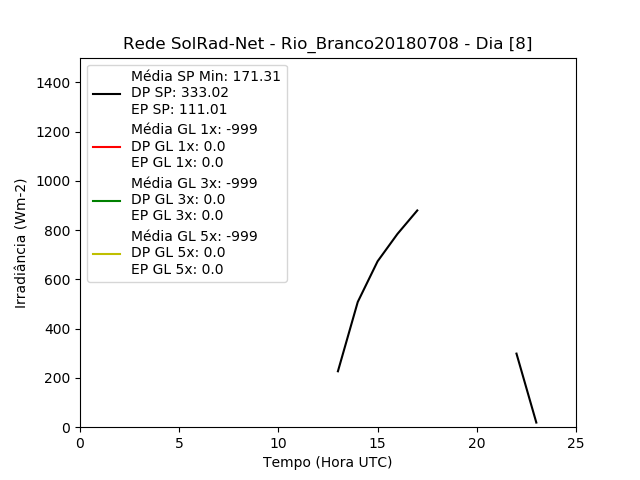 Rede SolRad-Net - Rio_Branco20180708 - Dia [8]
Média SP Min: 171.31
DP SP: 333.02
EP SP: 111.01
Média GL 1x: -999
DP GL 1x: 0.0
EP GL 1x: 0.0
Média GL 3x: -999
DP GL 3x: 0.0
EP GL 3x: 0.0
Média GL 5x: -999
DP GL 5x: 0.0
EP GL 5x: 0.0
Irradiância (Wm-2)
1400
1200
1000
800
600
400
200
0
0 5 10 15 20 25
Tempo (Hora UTC)